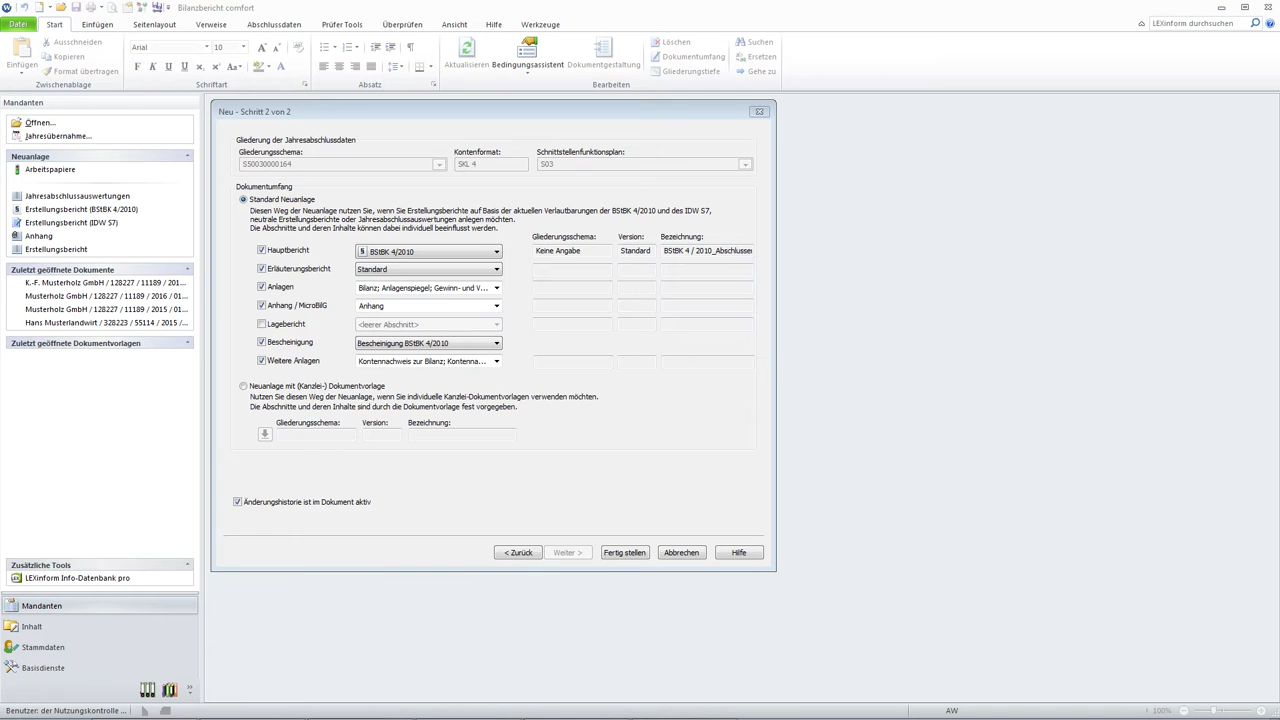 Bilanzbericht comfort
Datei Start Einfügen Seitenlayout Verweise Abschlussdaten Prüfer Tools Überprüfen Ansicht Hilfe Werkzeuge LEXinform durchsuchen
Einfügen
Ausschneiden
Kopieren
Format übertragen
Zwischenablage
Arial 10
F K U U X₂ X² Aa
Schriftart
Absatz
Aktualisieren Bedingungsassistent Dokumentgestaltung
Löschen
Dokumentumfang
Gliederungstiefe
Suchen
Ersetzen
Gehe zu
Bearbeiten
Mandanten
Öffnen...
Jahresübernahme...
Neuanlage
Arbeitspapiere
Jahresabschlussauswertungen
Erstellungsbericht (BStBK 4/2010)
Erstellungsbericht (IDW S7)
Anhang
Erstellungsbericht
Zuletzt geöffnete Dokumente
K.-F. Musterholz GmbH / 128227 / 11189 / 201...
Musterholz GmbH / 128227 / 11189 / 2016 / 01...
Musterholz GmbH / 128227 / 11189 / 2015 / 01...
Hans Musterlandwirt / 328223 / 55114 / 2015 / ...
Zuletzt geöffnete Dokumentvorlagen
Zusätzliche Tools
LEXinform Info-Datenbank pro
Mandanten
Inhalt
Stammdaten
Basisdienste
Neu - Schritt 2 von 2
Gliederung der Jahresabschlussdaten
Gliederungsschema: Kontenformat: Schnittstellenfunktionsplan:
S50030000164 SKL 4 S03
Dokumentumfang
Standard Neuanlage
Diesen Weg der Neuanlage nutzen Sie, wenn Sie Erstellungsberichte auf Basis der aktuellen Verlautbarungen der BStBK 4/2010 und des IDW S7,
neutrale Erstellungsberichte oder Jahresabschlussauswertungen anlegen möchten.
Die Abschnitte und deren Inhalte können dabei individuell beeinflusst werden.
Gliederungsschema: Version: Bezeichnung:
Hauptbericht § BStBK 4/2010 Keine Angabe Standard BStBK 4 / 2010_Abschlusser
Erläuterungsbericht Standard
Anlagen Bilanz; Anlagenspiegel; Gewinn- und V...
Anhang / MicroBilG Anhang
Lagebericht <leerer Abschnitt>
Bescheinigung Bescheinigung BStBK 4/2010
Weitere Anlagen Kontennachweis zur Bilanz; Kontenna...
Neuanlage mit (Kanzlei-) Dokumentvorlage
Nutzen Sie diesen Weg der Neuanlage, wenn Sie individuelle Kanzlei-Dokumentvorlagen verwenden möchten.
Die Abschnitte und deren Inhalte sind durch die Dokumentvorlage fest vorgegeben.
Gliederungsschema: Version: Bezeichnung:
Änderungshistorie ist im Dokument aktiv
< Zurück Weiter > Fertig stellen Abbrechen Hilfe
Benutzer: der Nutzungskontrolle ... AW 100%